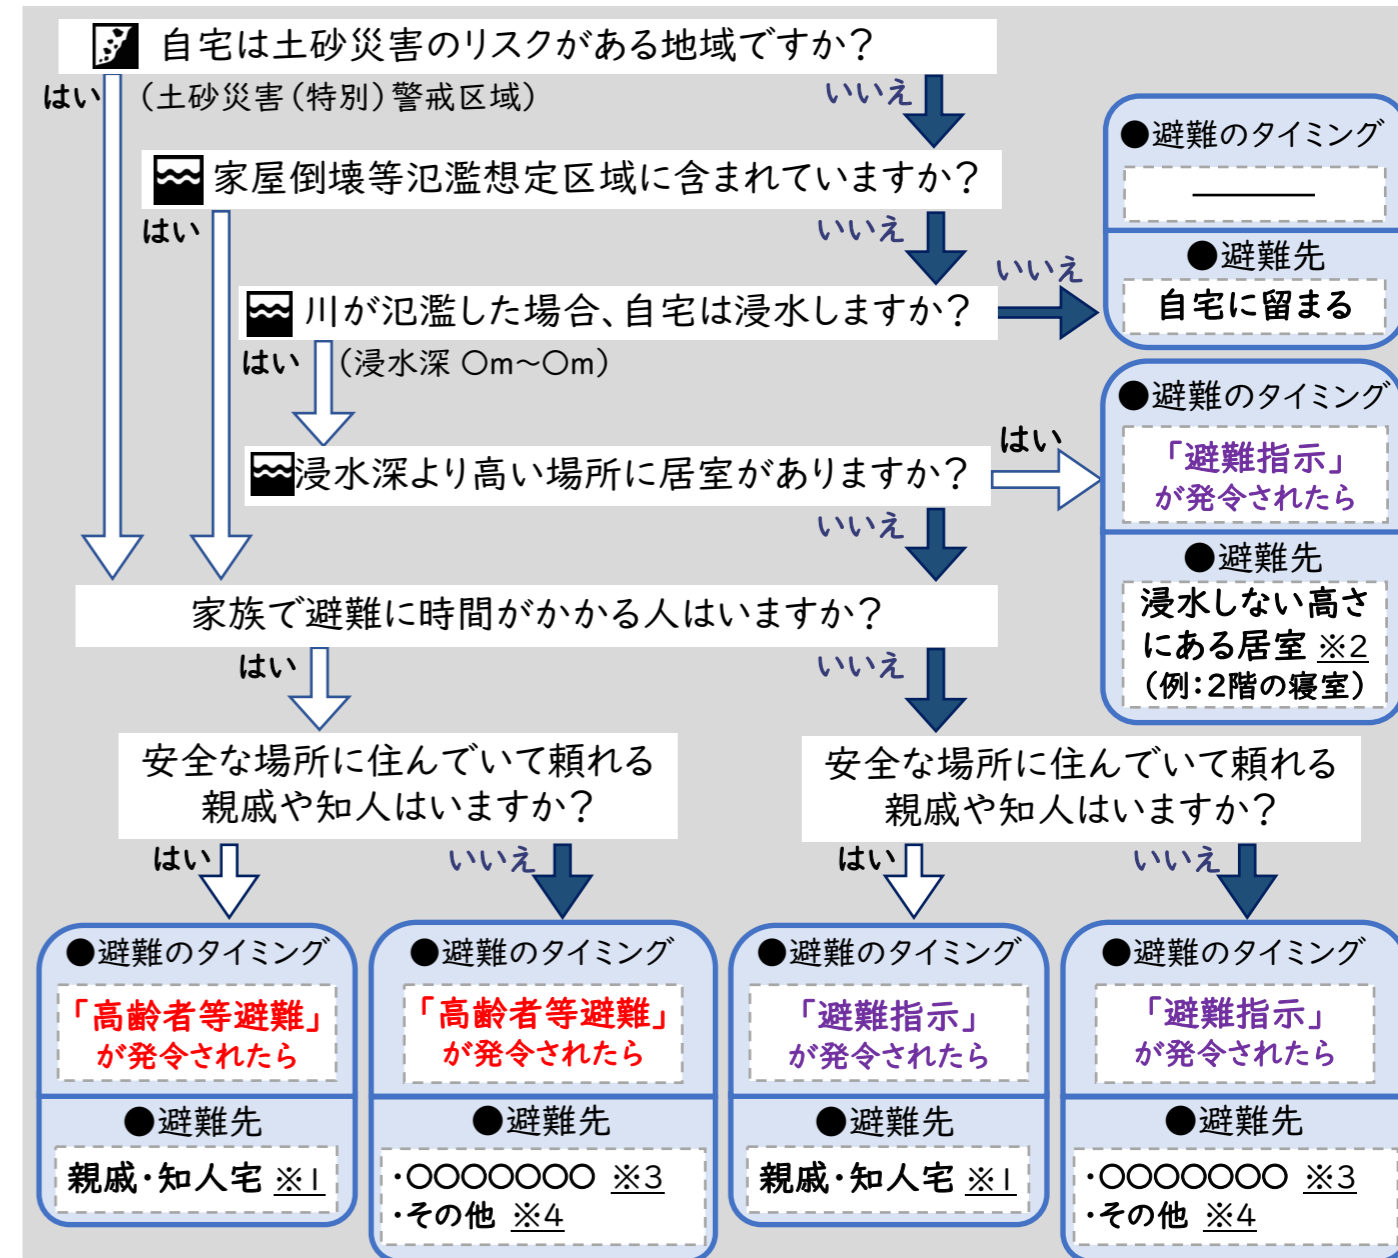 自宅は土砂災害のリスクがある地域ですか？
はい
（土砂災害（特別）警戒区域）
いいえ
家屋倒壊等氾濫想定区域に含まれていますか？
はい
いいえ
川が氾濫した場合、自宅は浸水しますか？
いいえ
はい
（浸水深 〇m～〇m）
浸水深より高い場所に居室がありますか？
はい
いいえ
●避難のタイミング
●避難先
自宅に留まる
●避難のタイミング
「避難指示」
が発令されたら
●避難先
浸水しない高さ
にある居室 ※2
（例：2階の寝室）
家族で避難に時間がかかる人はいますか？
はい
いいえ
安全な場所に住んでいて頼れる
親戚や知人はいますか？
はい
いいえ
安全な場所に住んでいて頼れる
親戚や知人はいますか？
はい
いいえ
●避難のタイミング
「高齢者等避難」
が発令されたら
●避難先
親戚・知人宅 ※1
●避難のタイミング
「高齢者等避難」
が発令されたら
●避難先
・〇〇〇〇〇〇〇 ※3
・その他 ※4
●避難のタイミング
「避難指示」
が発令されたら
●避難先
親戚・知人宅 ※1
●避難のタイミング
「避難指示」
が発令されたら
●避難先
・〇〇〇〇〇〇〇 ※3
・その他 ※4